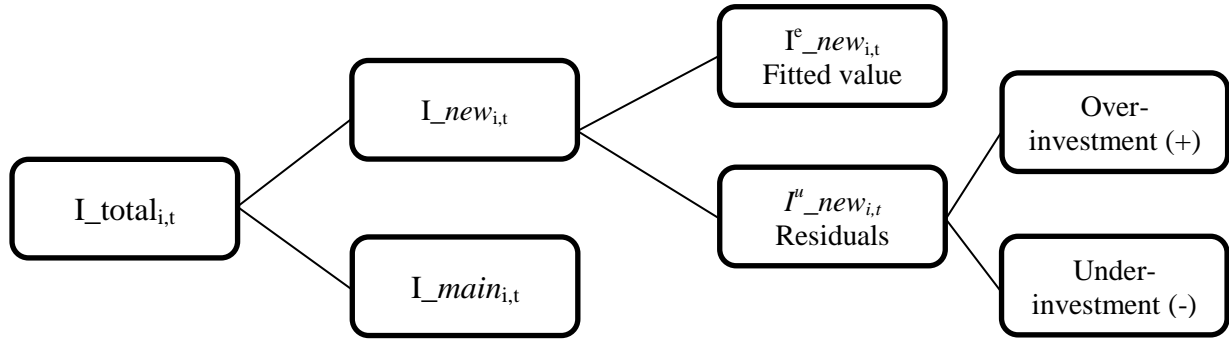 I_total<sub>i,t</sub>
I_new<sub>i,t</sub>
I_main<sub>i,t</sub>
I<sup>e</sup>_new<sub>i,t</sub>
Fitted value
I<sup>u</sup>_new<sub>i,t</sub>
Residuals
Over-
investment (+)
Under-
investment (-)